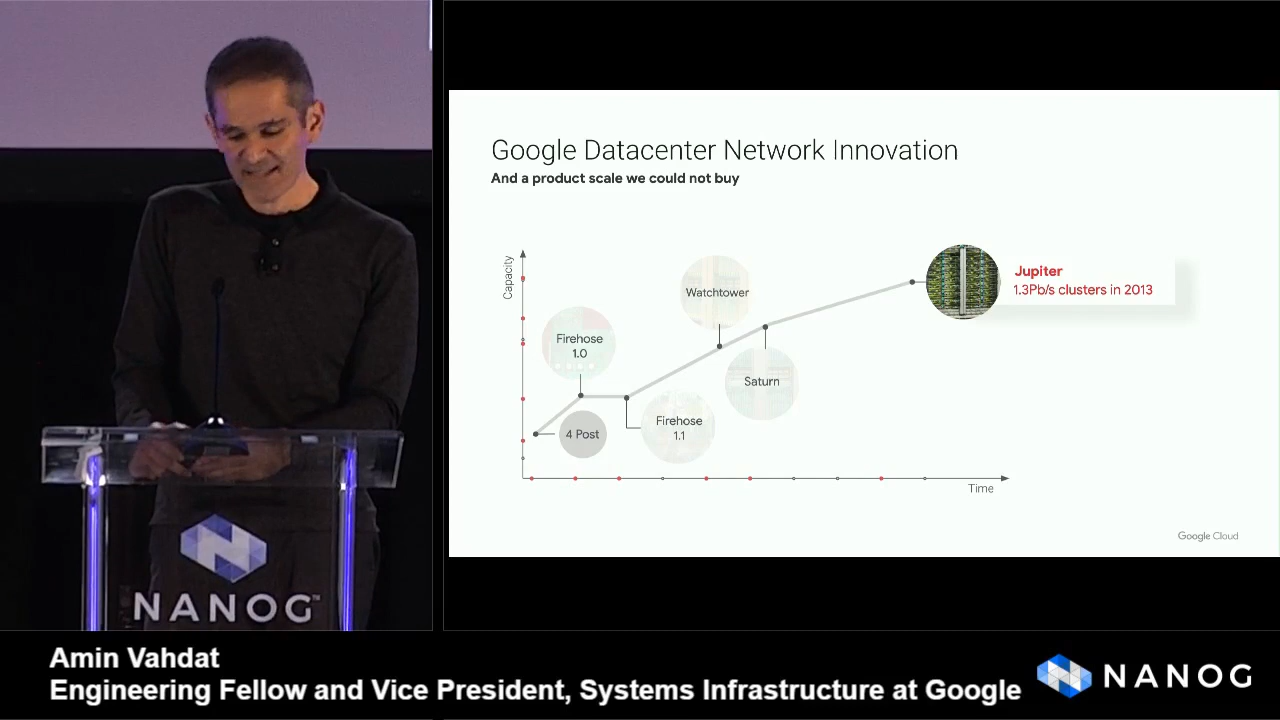 Google Datacenter Network Innovation
And a product scale we could not buy
Capacity
Watchtower
Jupiter
1.3Pb/s clusters in 2013
Firehose
1.0
Saturn
4 Post
Firehose
1.1
Time
Google Cloud
NANOG™
Amin Vahdat
Engineering Fellow and Vice President, Systems Infrastructure at Google
NANOG